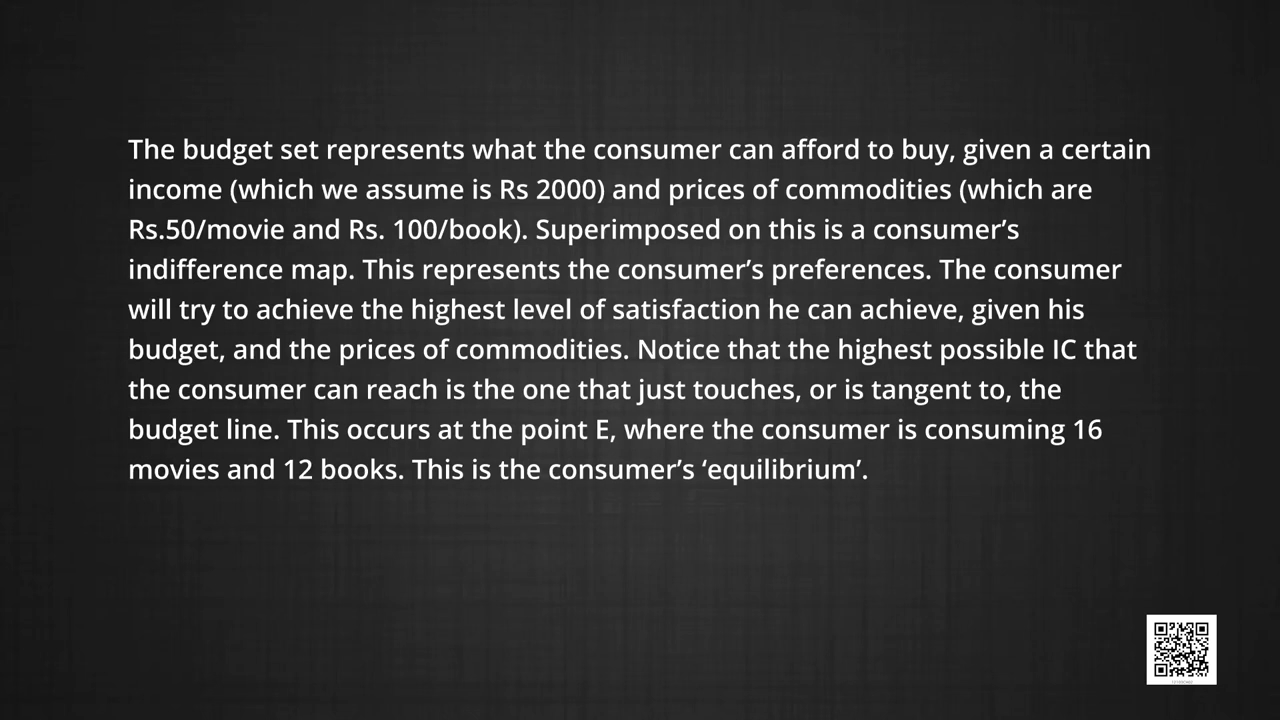 The budget set represents what the consumer can afford to buy, given a certain
income (which we assume is Rs 2000) and prices of commodities (which are
Rs.50/movie and Rs. 100/book). Superimposed on this is a consumer’s
indifference map. This represents the consumer’s preferences. The consumer
will try to achieve the highest level of satisfaction he can achieve, given his
budget, and the prices of commodities. Notice that the highest possible IC that
the consumer can reach is the one that just touches, or is tangent to, the
budget line. This occurs at the point E, where the consumer is consuming 16
movies and 12 books. This is the consumer’s ‘equilibrium’.